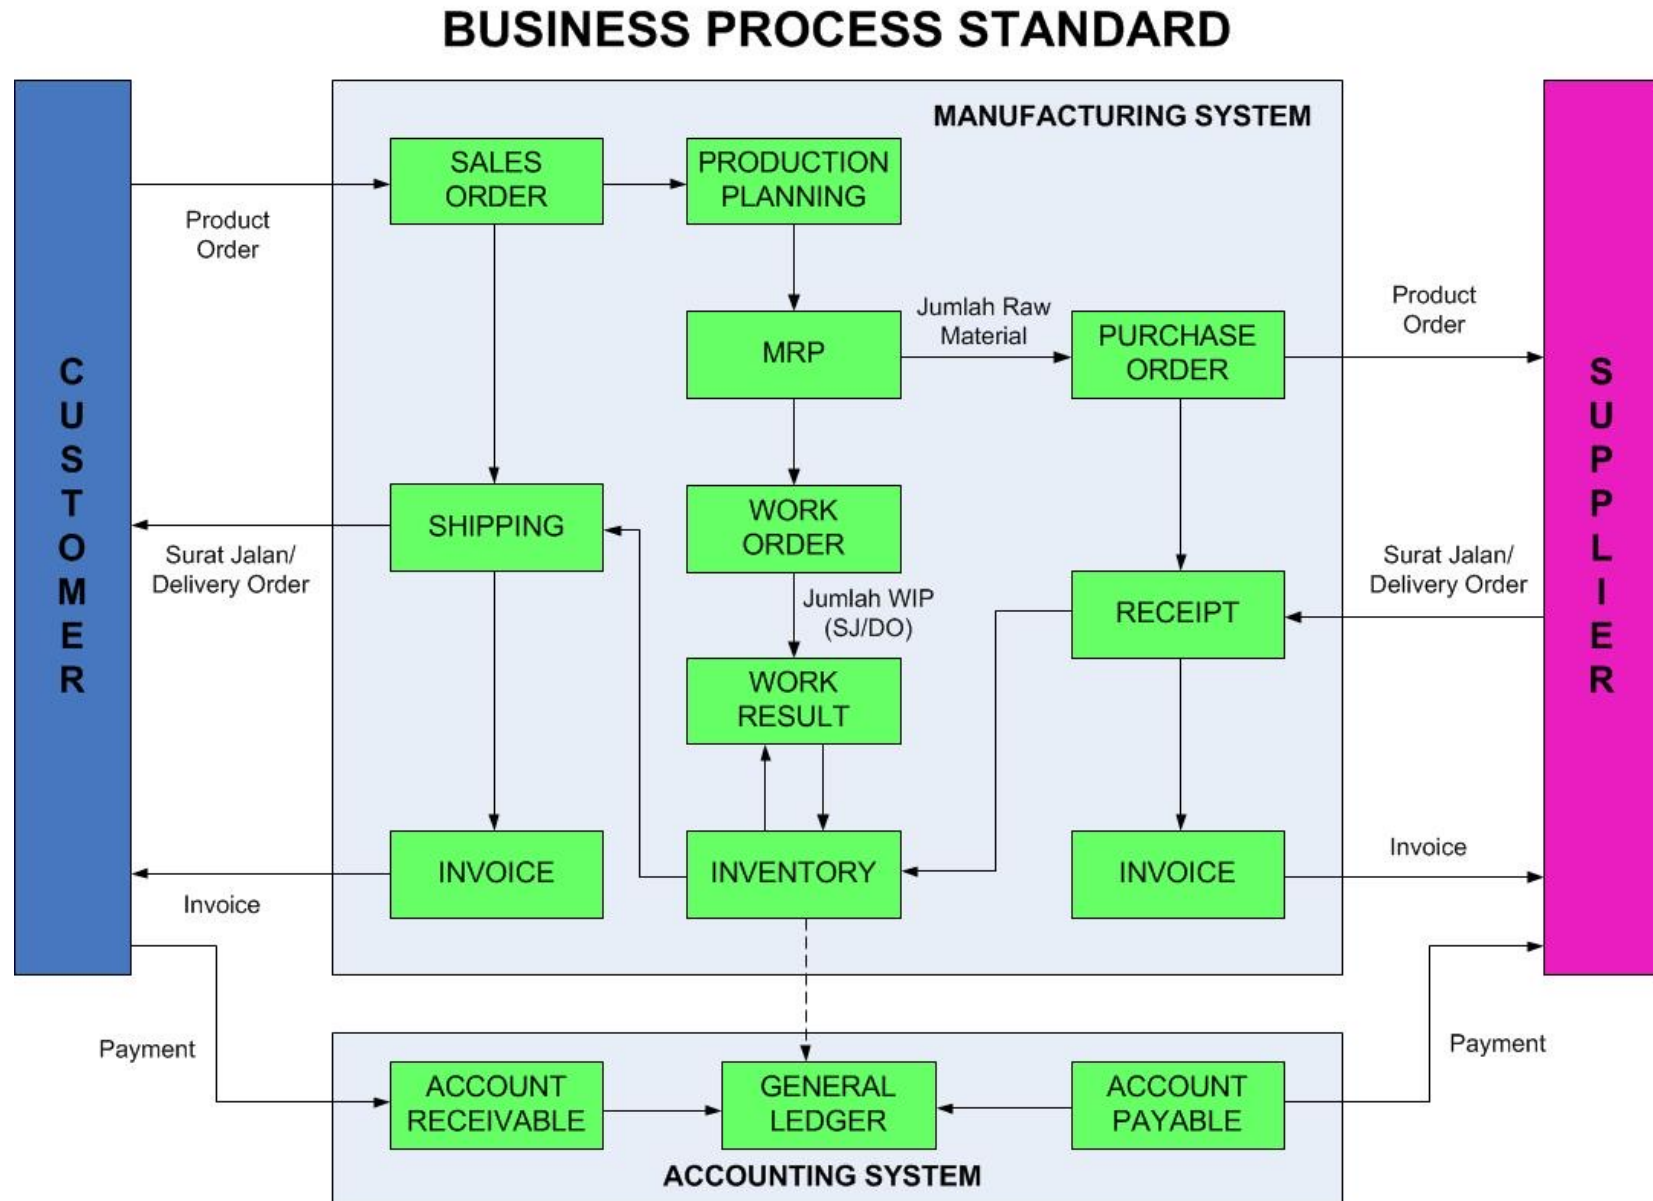 BUSINESS PROCESS STANDARD
MANUFACTURING SYSTEM
CUSTOMER
Product
Order
SALES
ORDER
PRODUCTION
PLANNING
MRP
Jumlah Raw
Material
PURCHASE
ORDER
Product
Order
SUPPLIER
SHIPPING
Surat Jalan/
Delivery Order
WORK
ORDER
Jumlah WIP
(SJ/DO)
RECEIPT
Surat Jalan/
Delivery Order
WORK
RESULT
INVOICE
Invoice
INVENTORY
INVOICE
Invoice
Payment
ACCOUNT
RECEIVABLE
GENERAL
LEDGER
ACCOUNT
PAYABLE
Payment
ACCOUNTING SYSTEM